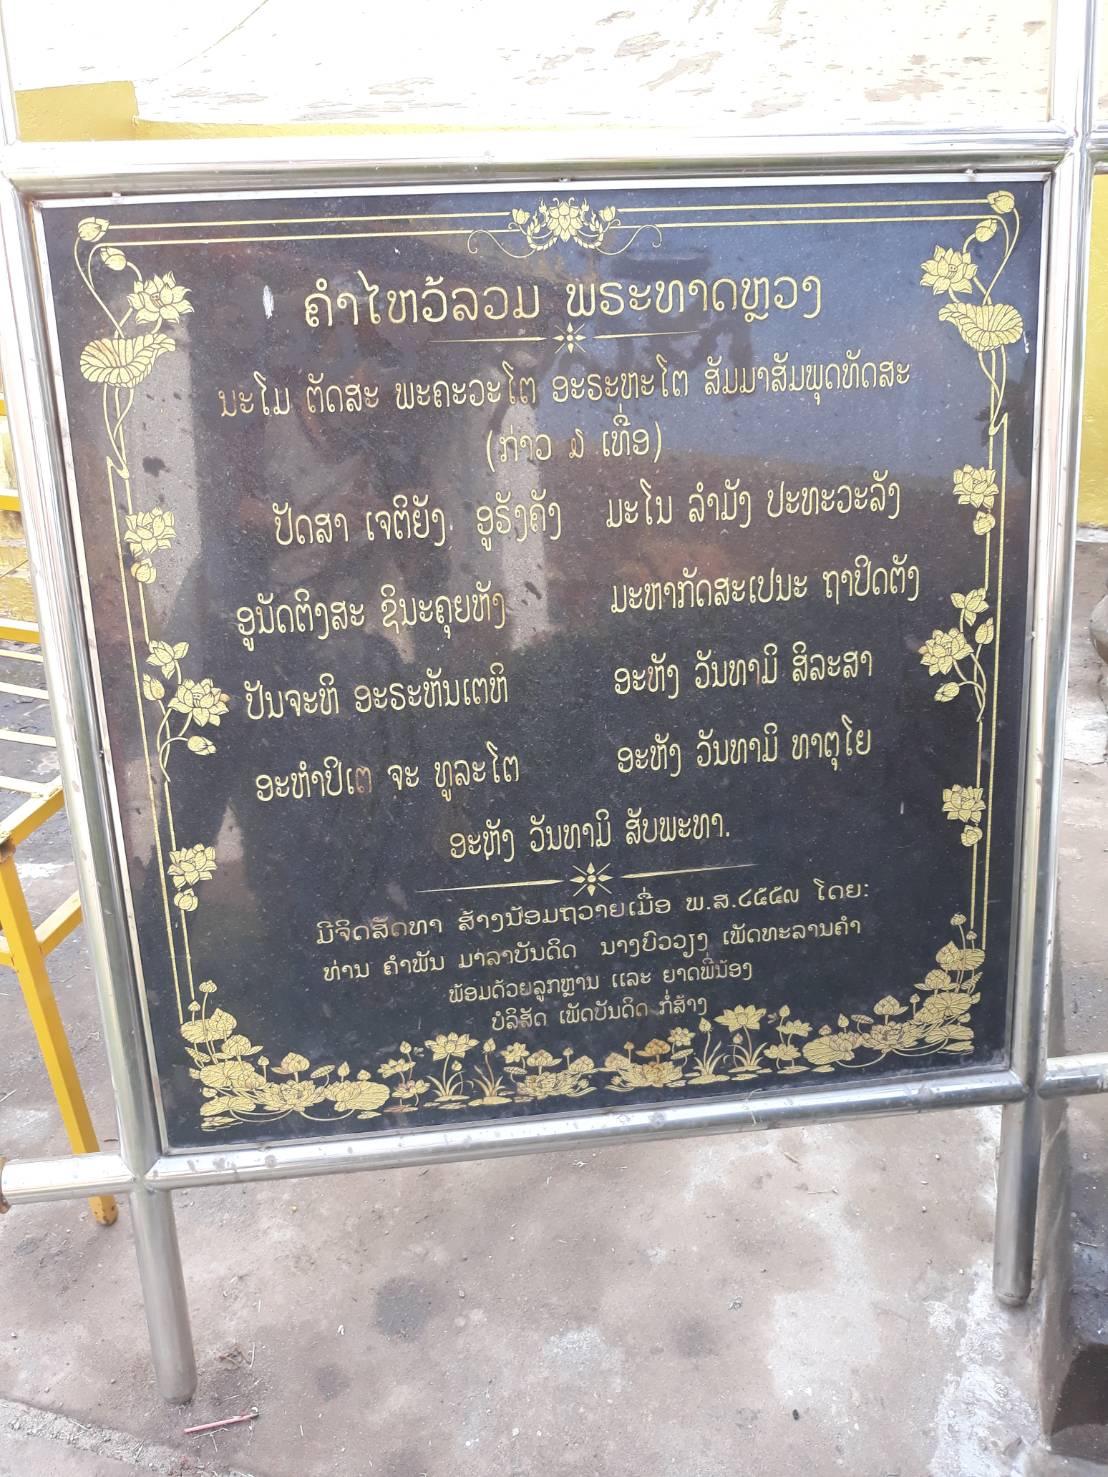 ຄຳໄຫວ້ລວມ ພຣະທາດຫຼວງ
ນະໂມ ຕັດສະ ພະຄະວະໂຕ ອະຣະຫະໂຕ ສັມມາສັມພຸດທັດສະ
(ກ່າວ ໓ ເທື່ອ)
ປັດສາ ເຈຕິຍັງ ອູຣັງຄັງ ມະໂນ ລຳມັງ ປະທະວະລັງ
ອູນັດຕິງສະ ຊິນະຄຸຍຫັງ ມະຫາກັດສະເປນະ ຖາປິດຕັງ
ປັນຈະຫິ ອະຣະຫັນເຕຫິ ອະຫັງ ວັນທາມິ ສິລະສາ
ອະຫຳປິເຕ ຈະ ທູລະໂຕ ອະຫັງ ວັນທາມິ ທາຕຸໂຍ
ອະຫັງ ວັນທາມິ ສັບພະທາ.
ມີຈິດສັດທາ ສ້າງນ້ອມຖວາຍເມື່ອ ພ.ສ.໒໕໕໗ ໂດຍ:
ທ່ານ ຄຳພັນ ມາລາບັນດິດ ນາງບົວວຽງ ເພັດທະລານຄຳ
ພ້ອມດ້ວຍລູກຫຼານ ແລະ ຍາດພີ່ນ້ອງ
ບໍລິສັດ ເພັດບັນດິດ ກໍ່ສ້າງ